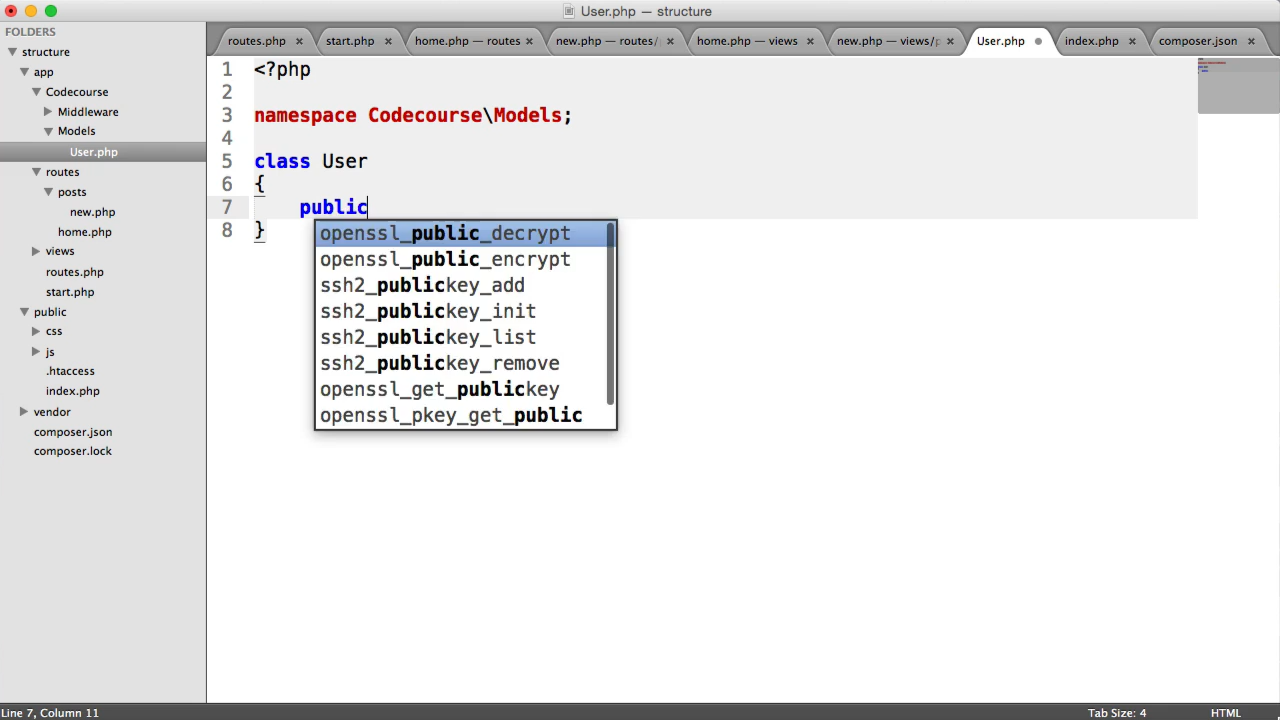 User.php — structure
FOLDERS
structure
app
Codecourse
Middleware
Models
User.php
routes
posts
new.php
home.php
views
routes.php
start.php
public
css
js
.htaccess
index.php
vendor
composer.json
composer.lock
routes.php × start.php × home.php — routes × new.php — routes/p × home.php — views × new.php — views/p × User.php index.php × composer.json ×
1 <?php
2
3 namespace Codecourse\Models;
4
5 class User
6 {
7 public
8 }
openssl_public_decrypt
openssl_public_encrypt
ssh2_publickey_add
ssh2_publickey_init
ssh2_publickey_list
ssh2_publickey_remove
openssl_get_publickey
openssl_pkey_get_public
Line 7, Column 11 Tab Size: 4 HTML